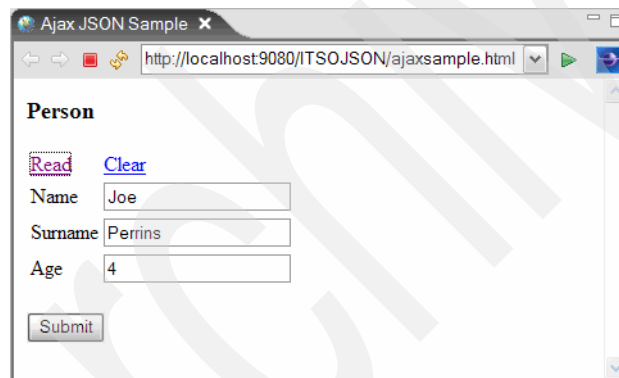 Ajax JSON Sample
http://localhost:9080/ITSOJSON/ajaxsample.html
Person
Read Clear
Name Joe
Surname Perrins
Age 4
Submit